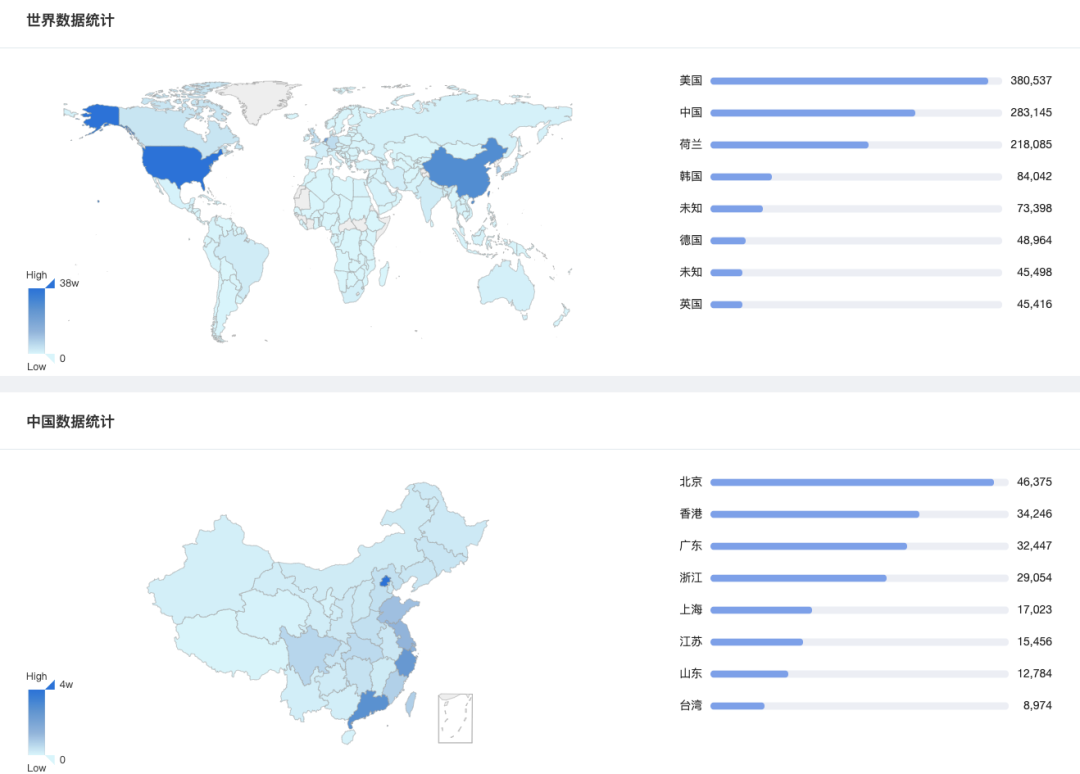 世界数据统计
High
38w
0
Low
美国 380,537
中国 283,145
荷兰 218,085
韩国 84,042
未知 73,398
德国 48,964
未知 45,498
英国 45,416
中国数据统计
High
4w
0
Low
北京 46,375
香港 34,246
广东 32,447
浙江 29,054
上海 17,023
江苏 15,456
山东 12,784
台湾 8,974